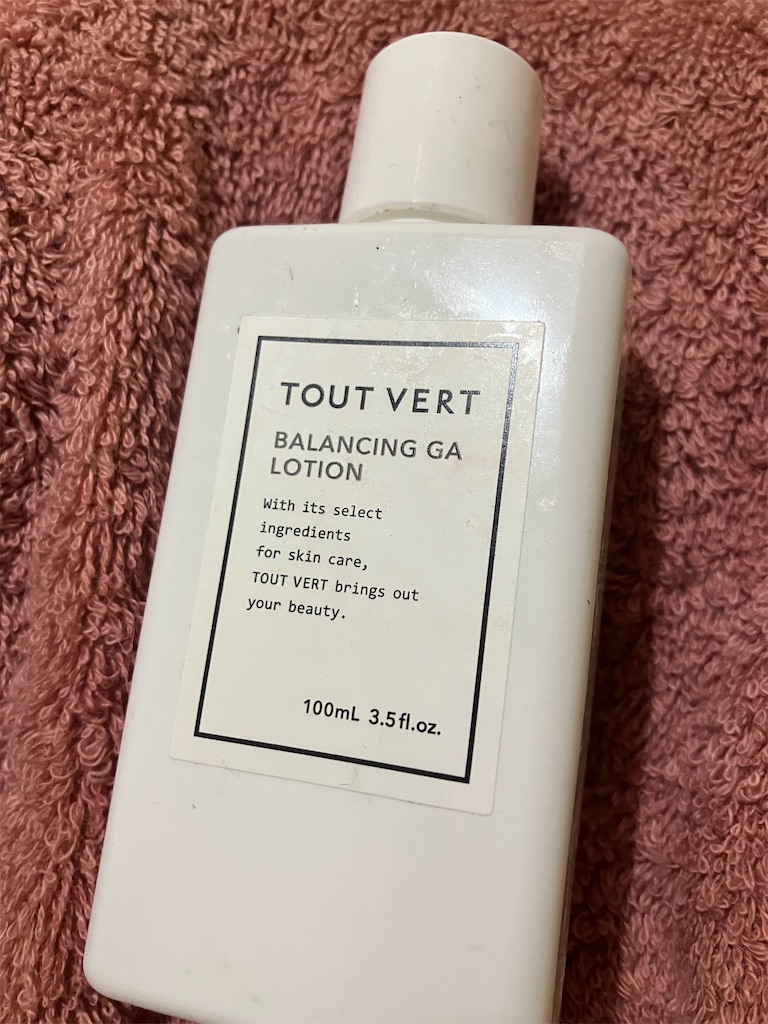 TOUT VERT
BALANCING GA
LOTION
With its select
ingredients
for skin care,
TOUT VERT brings out
your beauty.
100mL 3.5fl.oz.